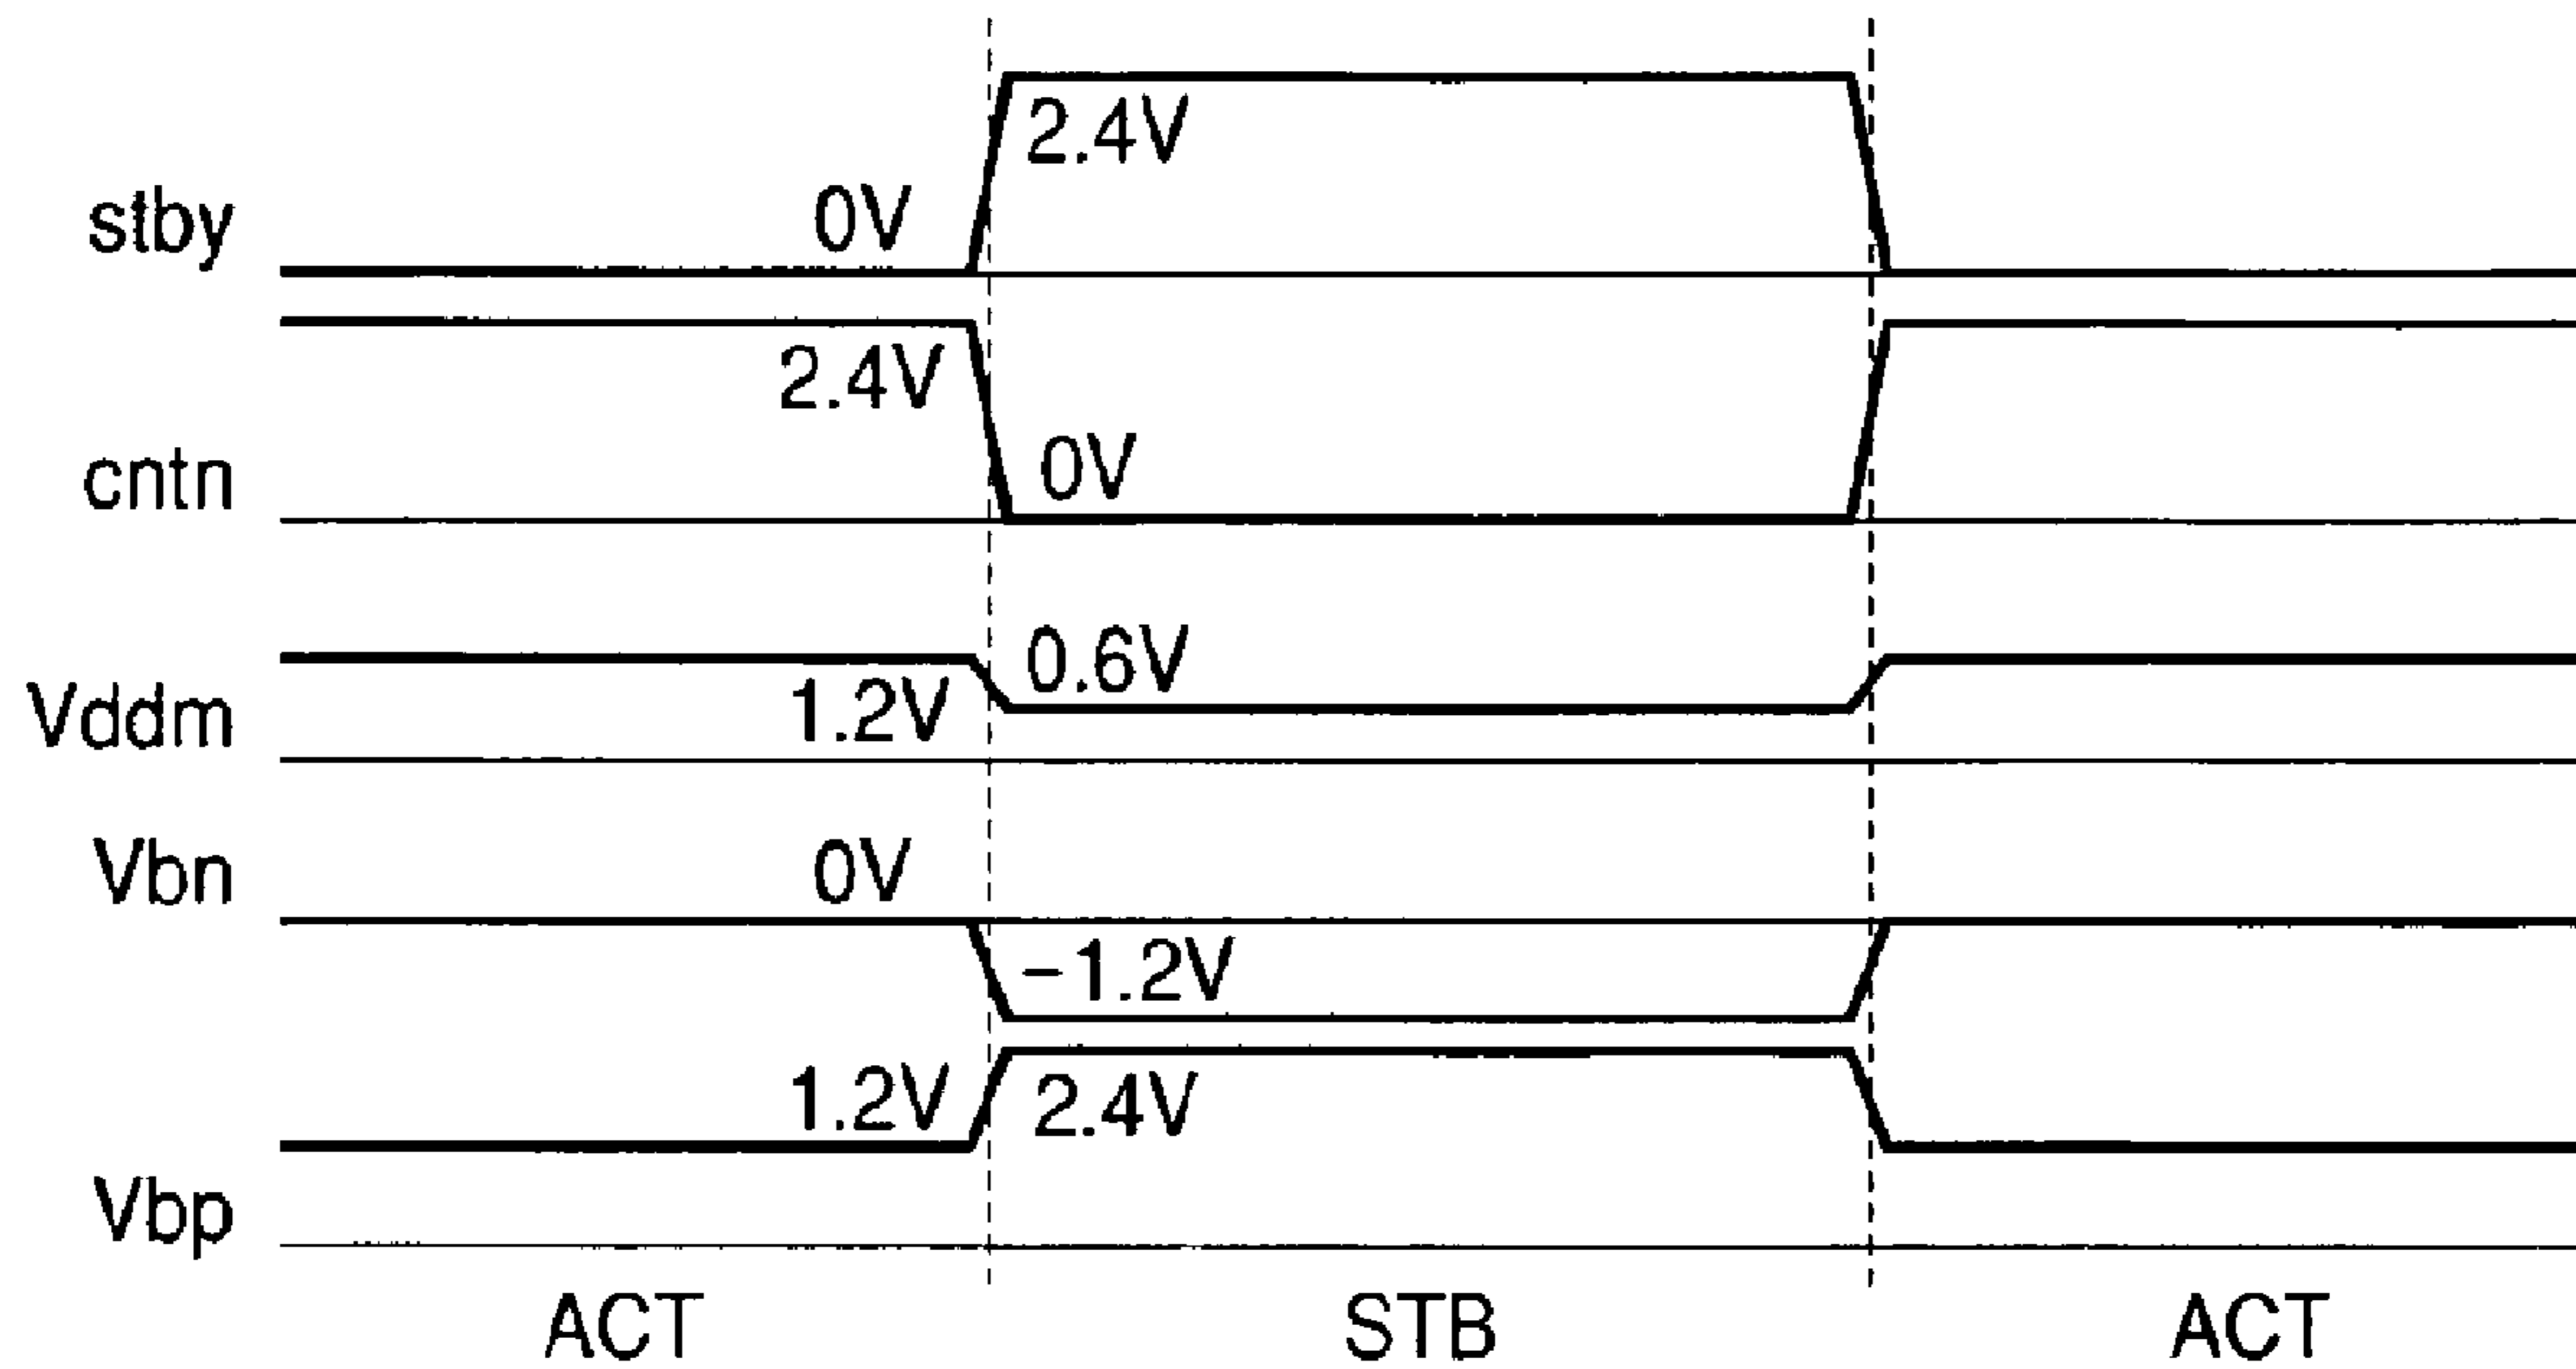 2.4V
stby 0V
2.4V
cntn 0V
0.6V
Vddm 1.2V
Vbn 0V
-1.2V
1.2V 2.4V
Vbp
ACT STB ACT